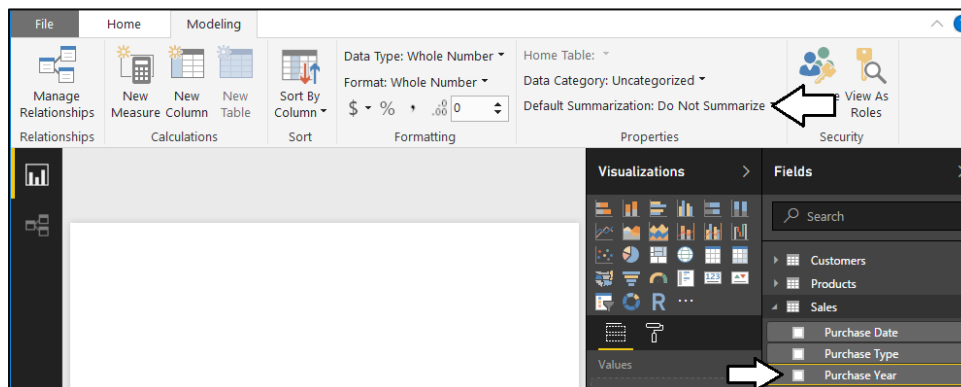 File Home Modeling
Data Type: Whole Number Home Table:
Format: Whole Number Data Category: Uncategorized
Manage New New New Sort By $ % , .00 0 Default Summarization: Do Not Summarize View As
Relationships Measure Column Table Column Roles
Relationships Calculations Sort Formatting Properties Security
Visualizations Fields
Search
Customers
Products
123
Sales
R ...
Purchase Date
Purchase Type
Values
Purchase Year